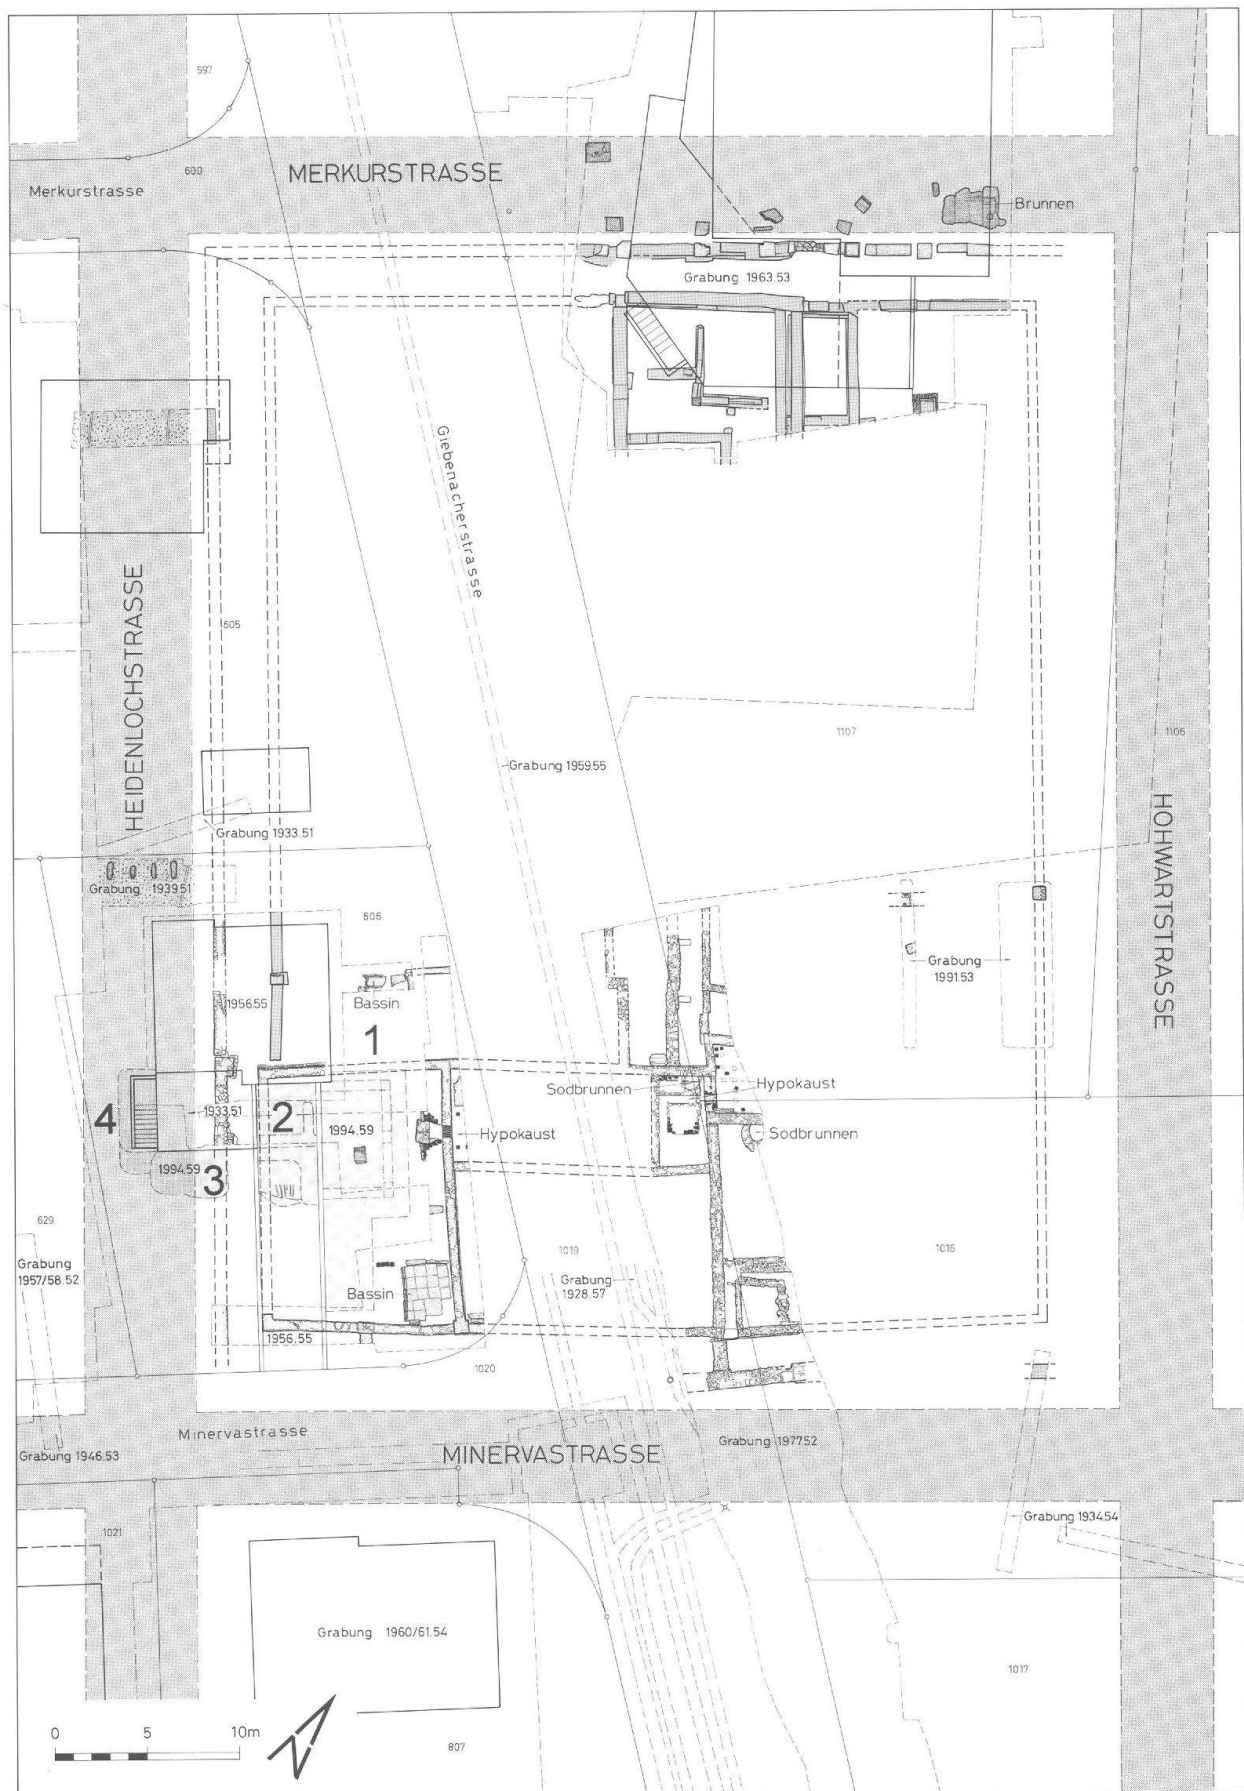 597
MERKURSTRASSE
600
Merkurstrasse
Brunnen
Grabung 1963.53
Giebenacherstrasse
HEIDENLOCHSTRASSE
605
1107
1106
Grabung 1959.55
HOHWARTSTRASSE
Grabung 1933.51
Grabung 1939.51
606
Grabung
1991.53
1956.55
Bassin
1
Sodbrunnen
Hypokaust
4
1933.51
2
1994.59
Hypokaust
Sodbrunnen
1994.59
3
629
Grabung
1957/58.52
1019
1016
Grabung
1928.57
Bassin
1956.55
1020
Minervastrasse
MINERVASTRASSE
Grabung 1977.52
Grabung 1946.53
1021
Grabung 1934.54
Grabung 1960/61.54
1017
0 5 10m
N
807